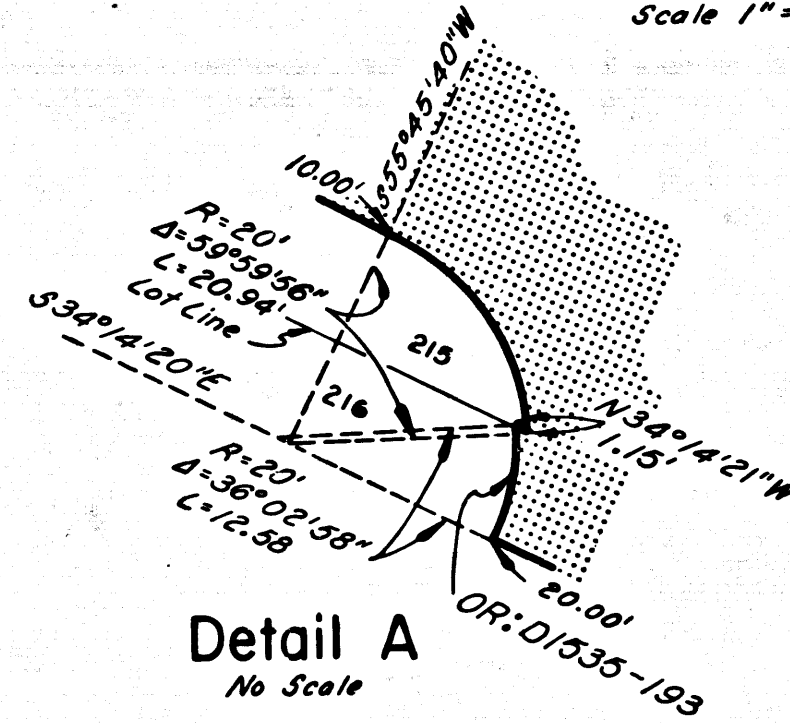 Scale 1"=
S55°45'40"W
10.00'
R=20'
Δ=59°59'56"
L=20.94'
Lot Line
S34°14'20"E
215
216
N34°14'21"W
1.15'
R=20'
Δ=36°02'58"
L=12.58
20.00'
OR: D1535-193
Detail A
No Scale